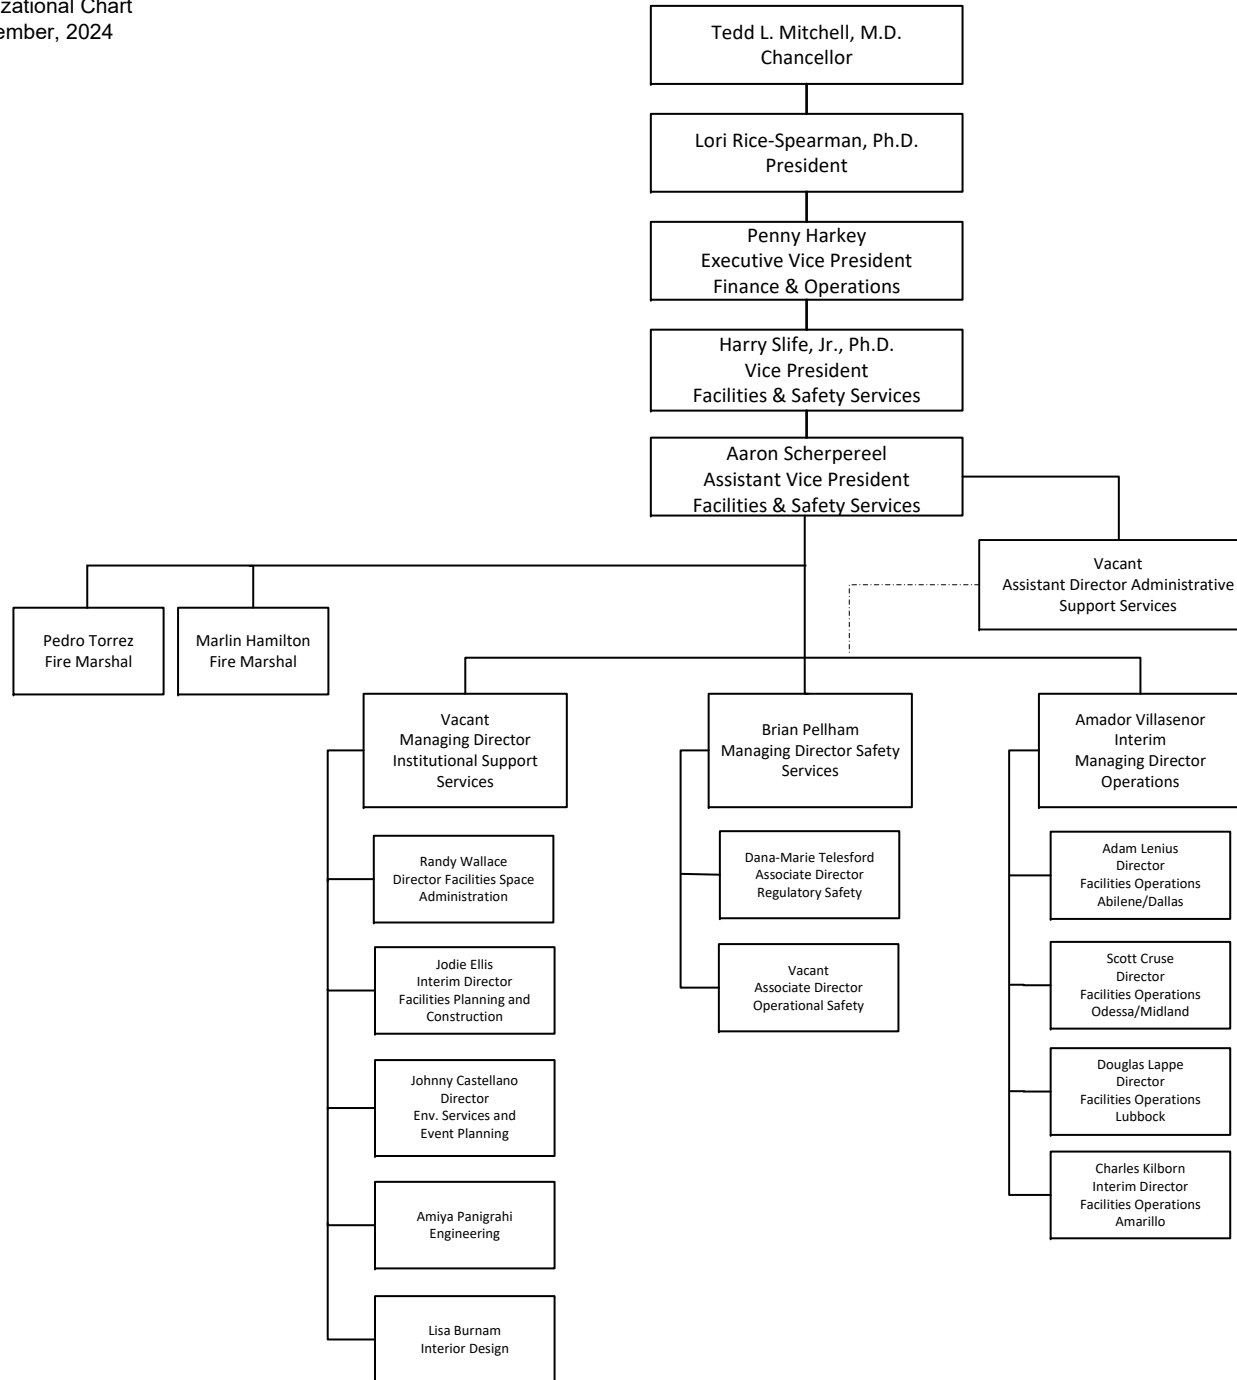 zational Chart
ember, 2024
Tedd L. Mitchell, M.D.
Chancellor
Lori Rice-Spearman, Ph.D.
President
Penny Harkey
Executive Vice President
Finance & Operations
Harry Slife, Jr., Ph.D.
Vice President
Facilities & Safety Services
Aaron Scherpereel
Assistant Vice President
Facilities & Safety Services
Vacant
Assistant Director Administrative
Support Services
Pedro Torrez
Fire Marshal
Marlin Hamilton
Fire Marshal
Vacant
Managing Director
Institutional Support
Services
Brian Pellham
Managing Director Safety
Services
Amador Villasenor
Interim
Managing Director
Operations
Randy Wallace
Director Facilities Space
Administration
Jodie Ellis
Interim Director
Facilities Planning and
Construction
Johnny Castellano
Director
Env. Services and
Event Planning
Amiya Panigrahi
Engineering
Lisa Burnam
Interior Design
Dana-Marie Telesford
Associate Director
Regulatory Safety
Vacant
Associate Director
Operational Safety
Adam Lenius
Director
Facilities Operations
Abilene/Dallas
Scott Cruse
Director
Facilities Operations
Odessa/Midland
Douglas Lappe
Director
Facilities Operations
Lubbock
Charles Kilborn
Interim Director
Facilities Operations
Amarillo